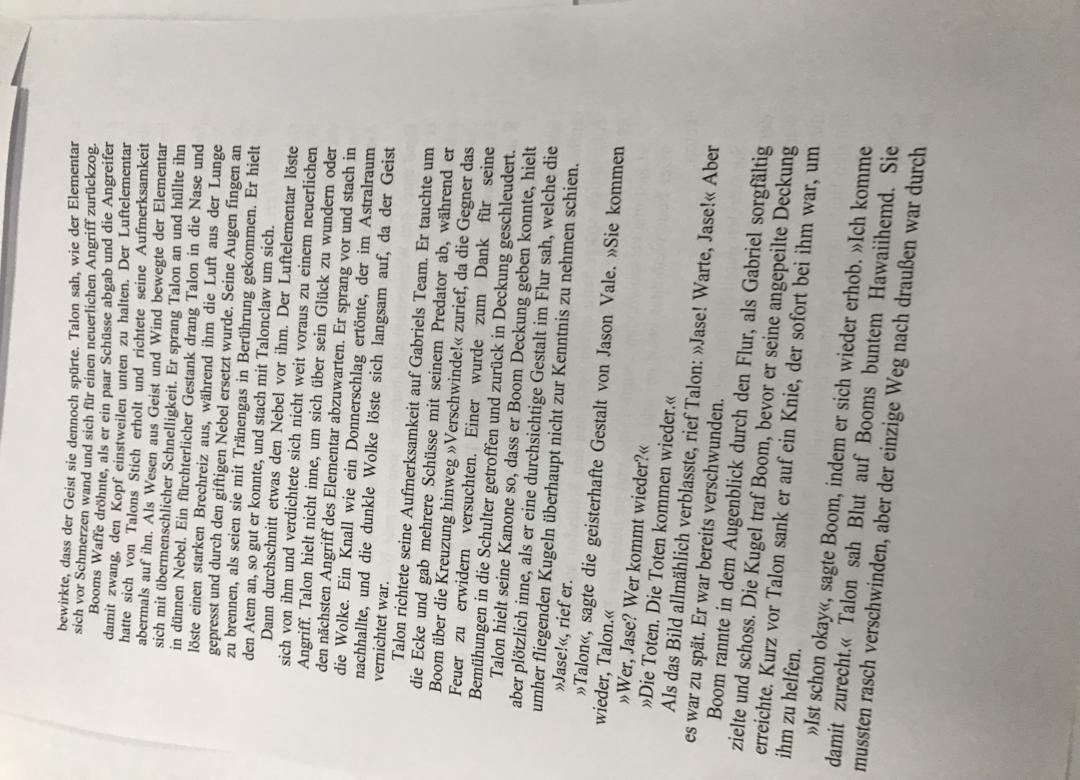 bewirkte, dass der Geist sie dennoch spürte. Talon sah, wie der Elementar
sich vor Schmerzen wand und sich für einen neuerlichen Angriff zurückzog.
Booms Waffe dröhnte, als er ein paar Schüsse abgab und die Angreifer
damit zwang, den Kopf einstweilen unten zu halten. Der Luftelementar
hatte sich von Talons Stich erholt und richtete seine Aufmerksamkeit
abermals auf ihn. Als Wesen aus Geist und Wind bewegte der Elementar
sich mit übermenschlicher Schnelligkeit. Er sprang Talon an und hüllte ihn
in dünnen Nebel. Ein fürchterlicher Gestank drang Talon in die Nase und
löste einen starken Brechreiz aus, während ihm die Luft aus der Lunge
gepresst und durch den giftigen Nebel ersetzt wurde. Seine Augen fingen an
zu brennen, als seien sie mit Tränengas in Berührung gekommen. Er hielt
den Atem an, so gut er konnte, und stach mit Talonclaw um sich.
Dann durchschnitt etwas den Nebel vor ihm. Der Luftelementar löste
sich von ihm und verdichtete sich nicht weit voraus zu einem neuerlichen
Angriff. Talon hielt nicht inne, um sich über sein Glück zu wundern oder
den nächsten Angriff des Elementar abzuwarten. Er sprang vor und stach in
die Wolke. Ein Knall wie ein Donnerschlag ertönte, der im Astralraum
nachhallte, und die dunkle Wolke löste sich langsam auf, da der Geist
vernichtet war.
Talon richtete seine Aufmerksamkeit auf Gabriels Team. Er tauchte um
die Ecke und gab mehrere Schüsse mit seinem Predator ab, während er
Boom über die Kreuzung hinweg »Verschwinde!« zurief, da die Gegner das
Feuer zu erwidern versuchten. Einer wurde zum Dank für seine
Bemühungen in die Schulter getroffen und zurück in Deckung geschleudert.
Talon hielt seine Kanone so, dass er Boom Deckung geben konnte, hielt
aber plötzlich inne, als er eine durchsichtige Gestalt im Flur sah, welche die
umher fliegenden Kugeln überhaupt nicht zur Kenntnis zu nehmen schien.
»Jase!«, rief er.
»Talon«, sagte die geisterhafte Gestalt von Jason Vale. »Sie kommen
wieder, Talon.«
»Wer, Jase? Wer kommt wieder?«
»Die Toten. Die Toten kommen wieder.«
Als das Bild allmählich verblasste, rief Talon: »Jase! Warte, Jase!« Aber
es war zu spät. Er war bereits verschwunden.
Boom rannte in dem Augenblick durch den Flur, als Gabriel sorgfältig
zielte und schoss. Die Kugel traf Boom, bevor er seine angepeilte Deckung
erreichte. Kurz vor Talon sank er auf ein Knie, der sofort bei ihm war, um
ihm zu helfen.
»Ist schon okay«, sagte Boom, indem er sich wieder erhob. »Ich komme
damit zurecht.« Talon sah Blut auf Booms buntem Hawaiihemd. Sie
mussten rasch verschwinden, aber der einzige Weg nach draußen war durch